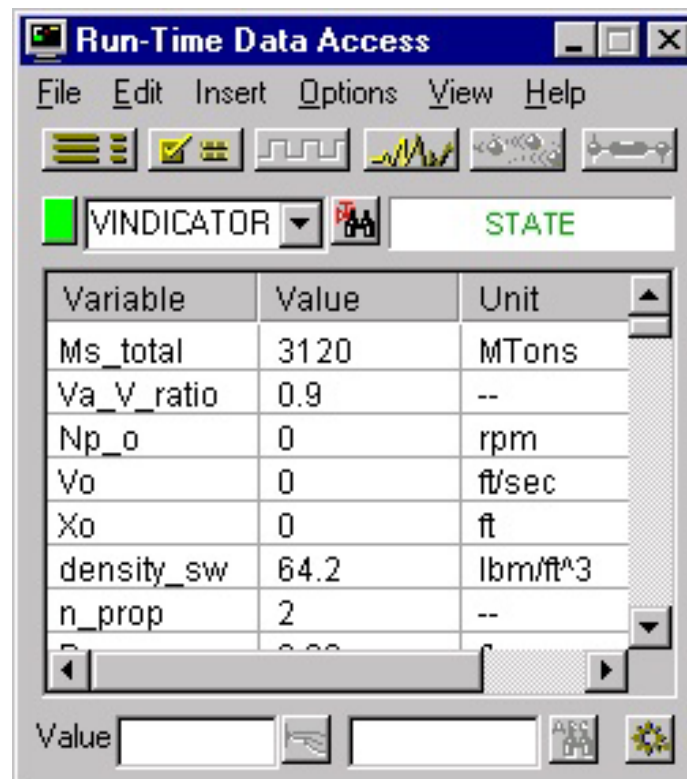 Run-Time Data Access
File Edit Insert Options View Help
VINDICATOR STATE
Variable Value Unit
Ms_total 3120 MTons
Va_V_ratio 0.9 --
Np_o 0 rpm
Vo 0 ft/sec
Xo 0 ft
density_sw 64.2 lbm/ft^3
n_prop 2 --
Value